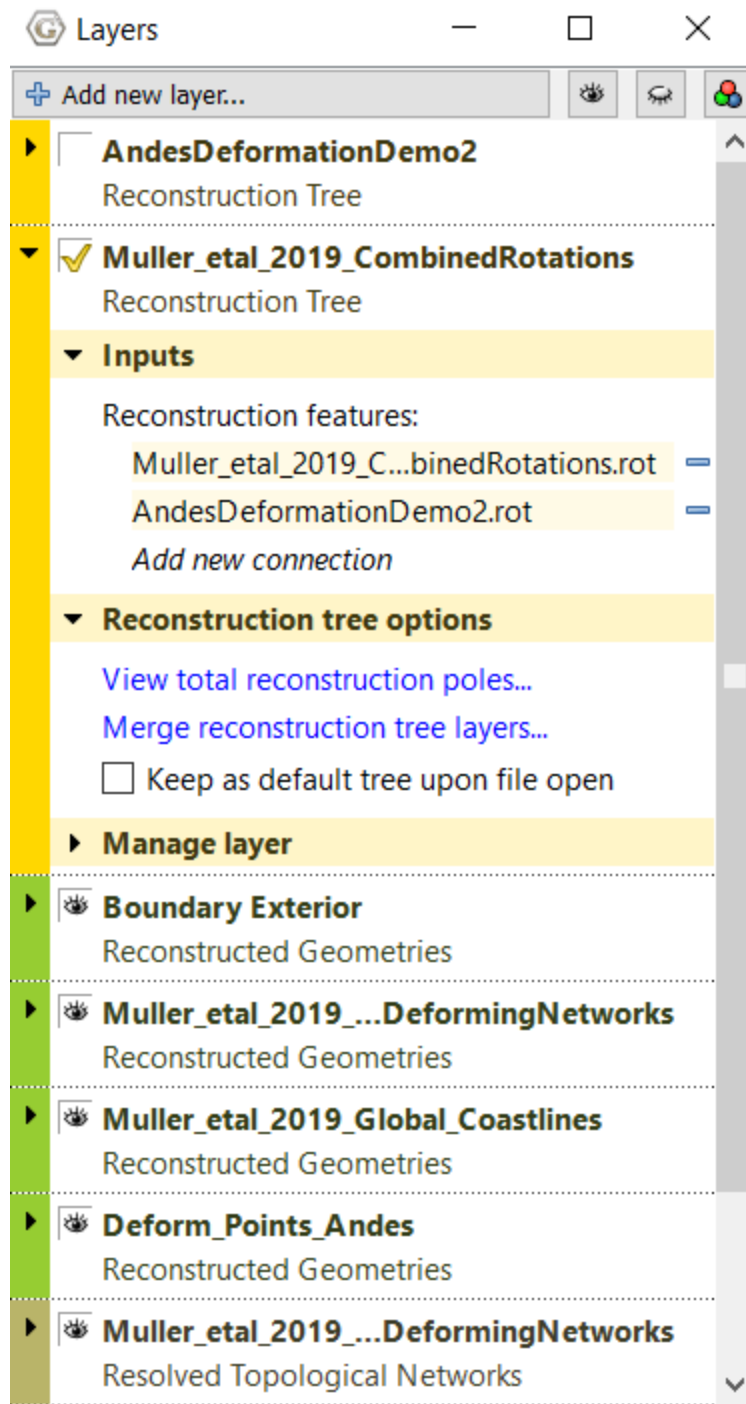 Layers
Add new layer...
AndesDeformationDemo2
Reconstruction Tree
Muller_etal_2019_CombinedRotations
Reconstruction Tree
Inputs
Reconstruction features:
Muller_etal_2019_C...binedRotations.rot
AndesDeformationDemo2.rot
Add new connection
Reconstruction tree options
View total reconstruction poles...
Merge reconstruction tree layers...
Keep as default tree upon file open
Manage layer
Boundary Exterior
Reconstructed Geometries
Muller_etal_2019_...DeformingNetworks
Reconstructed Geometries
Muller_etal_2019_Global_Coastlines
Reconstructed Geometries
Deform_Points_Andes
Reconstructed Geometries
Muller_etal_2019_...DeformingNetworks
Resolved Topological Networks